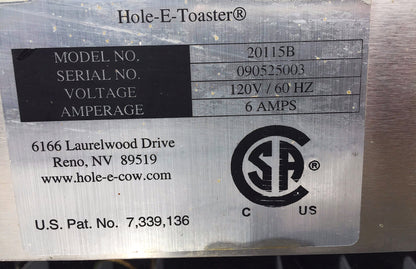 Hole-E-Toaster®
MODEL NO. 20115B
SERIAL NO. 090525003
VOLTAGE 120V / 60 HZ
AMPERAGE 6 AMPS
6166 Laurelwood Drive
Reno, NV 89519
www.hole-e-cow.com
CSA ®
C US
U.S. Pat. No. 7,339,136